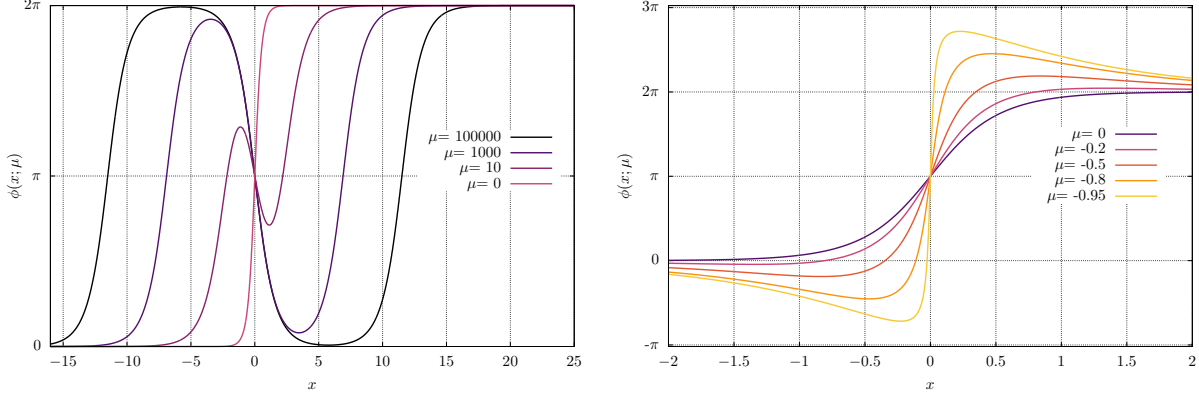 2π
π
0
ϕ(x; μ)
μ= 100000
μ= 1000
μ= 10
μ= 0
−15 −10 −5 0 5 10 15 20 25
x
3π
2π
π
0
-π
ϕ(x; μ)
μ= 0
μ= -0.2
μ= -0.5
μ= -0.8
μ= -0.95
−2 −1.5 −1 −0.5 0 0.5 1 1.5 2
x